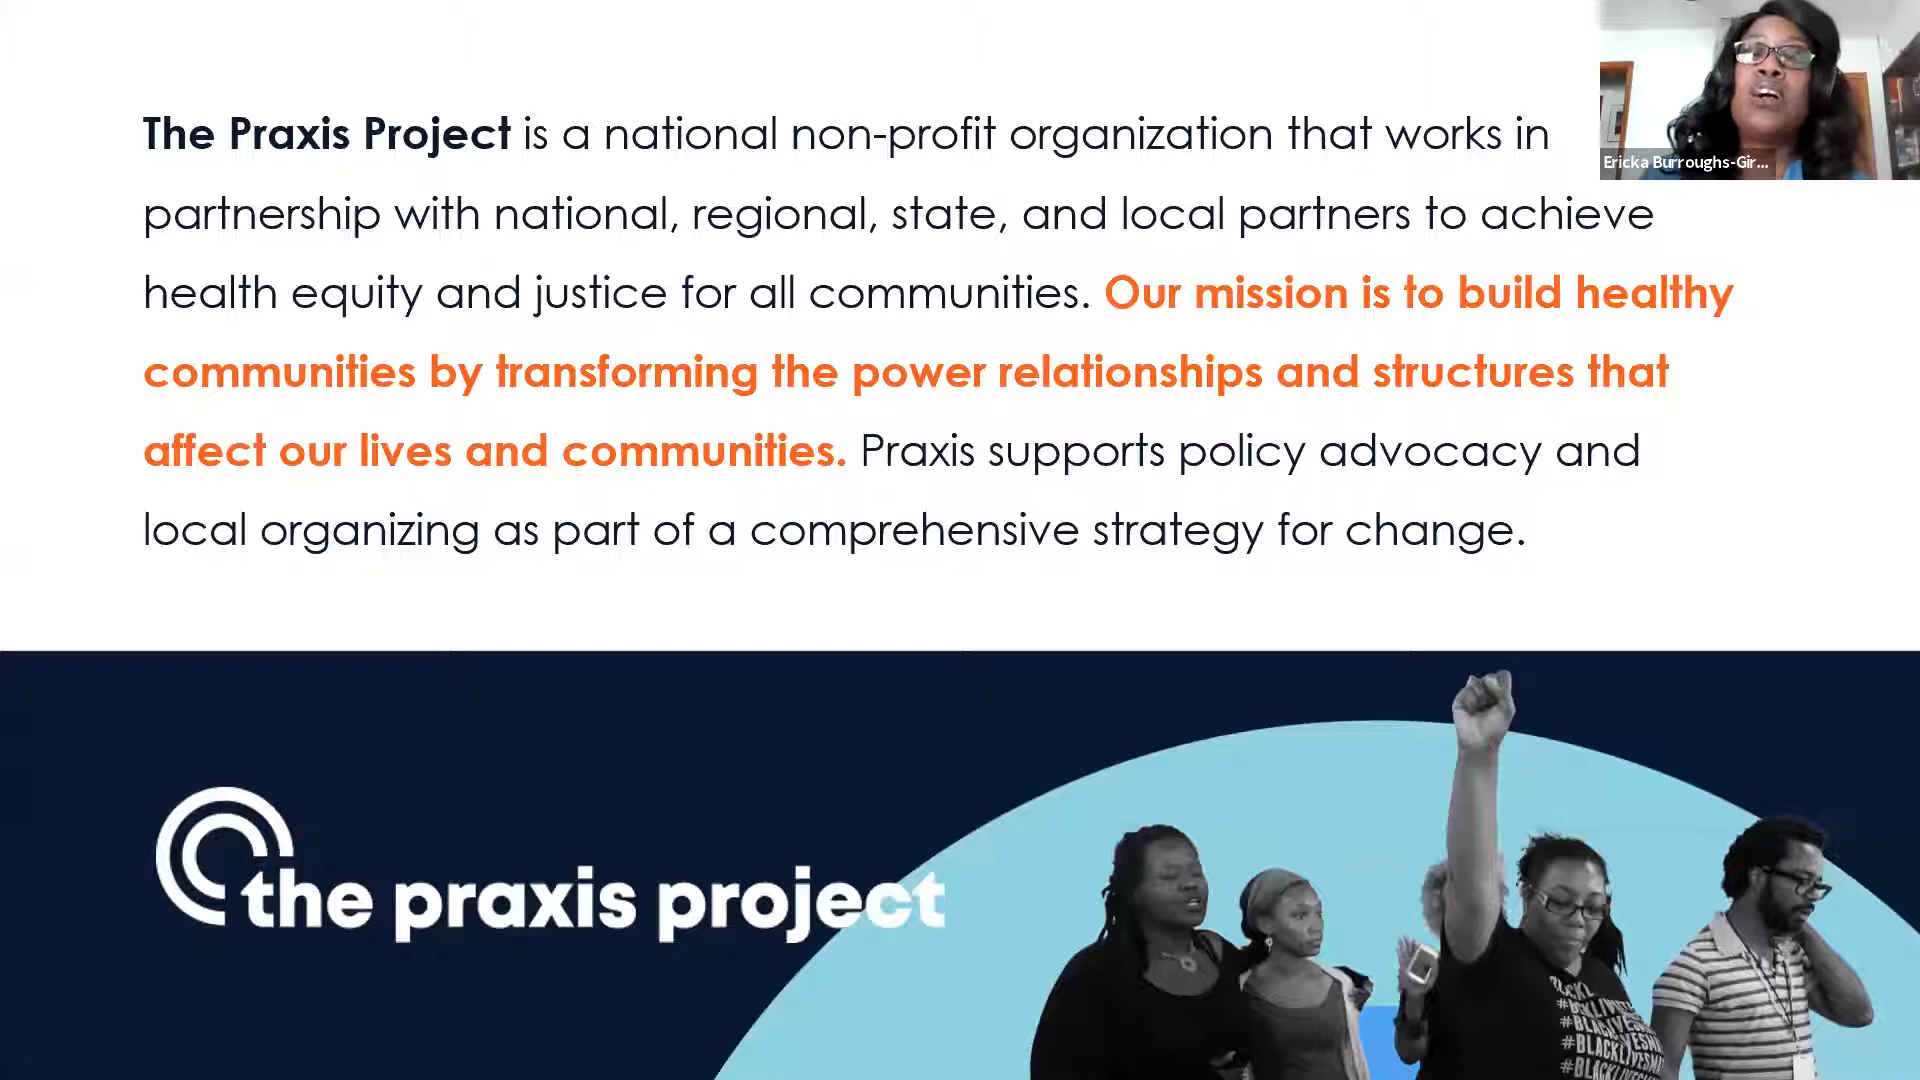 The Praxis Project is a national non-profit organization that works in
partnership with national, regional, state, and local partners to achieve
health equity and justice for all communities. Our mission is to build healthy
communities by transforming the power relationships and structures that
affect our lives and communities. Praxis supports policy advocacy and
local organizing as part of a comprehensive strategy for change.
Ericka Burroughs-Gir...
the praxis project